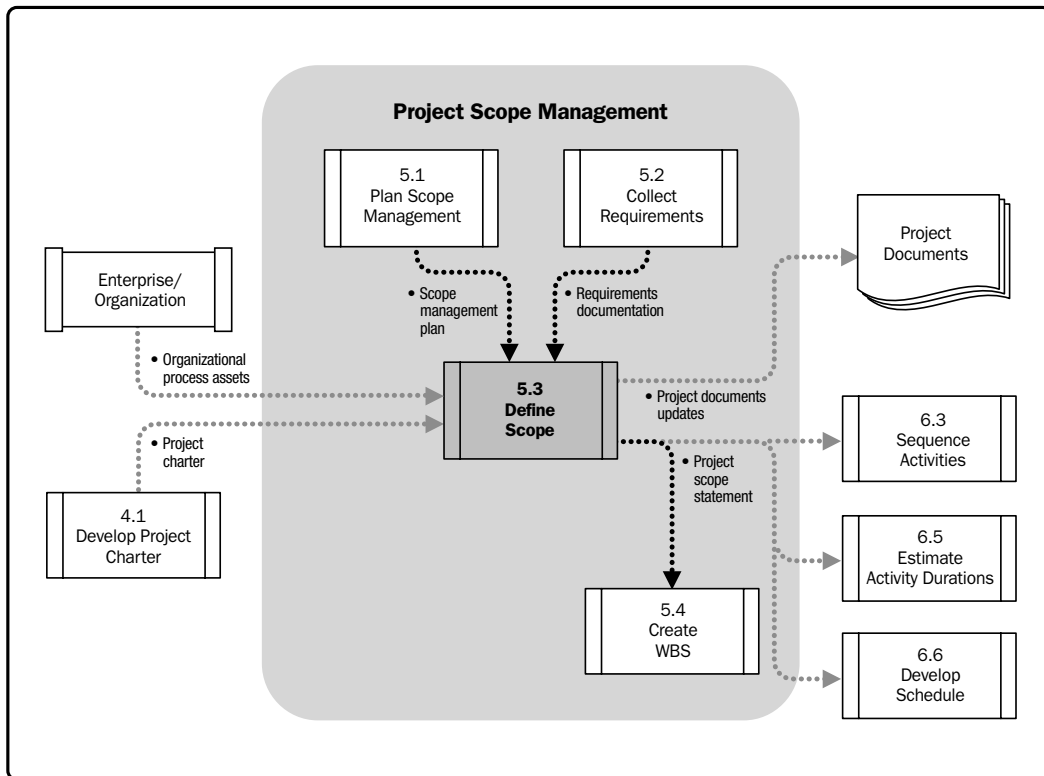 Project Scope Management
5.1
Plan Scope
Management
5.2
Collect
Requirements
Project
Documents
Enterprise/
Organization
• Scope
management
plan
• Requirements
documentation
• Organizational
process assets
5.3
Define
Scope
• Project documents
updates
• Project
charter
• Project
scope
statement
6.3
Sequence
Activities
4.1
Develop Project
Charter
6.5
Estimate
Activity Durations
5.4
Create
WBS
6.6
Develop
Schedule